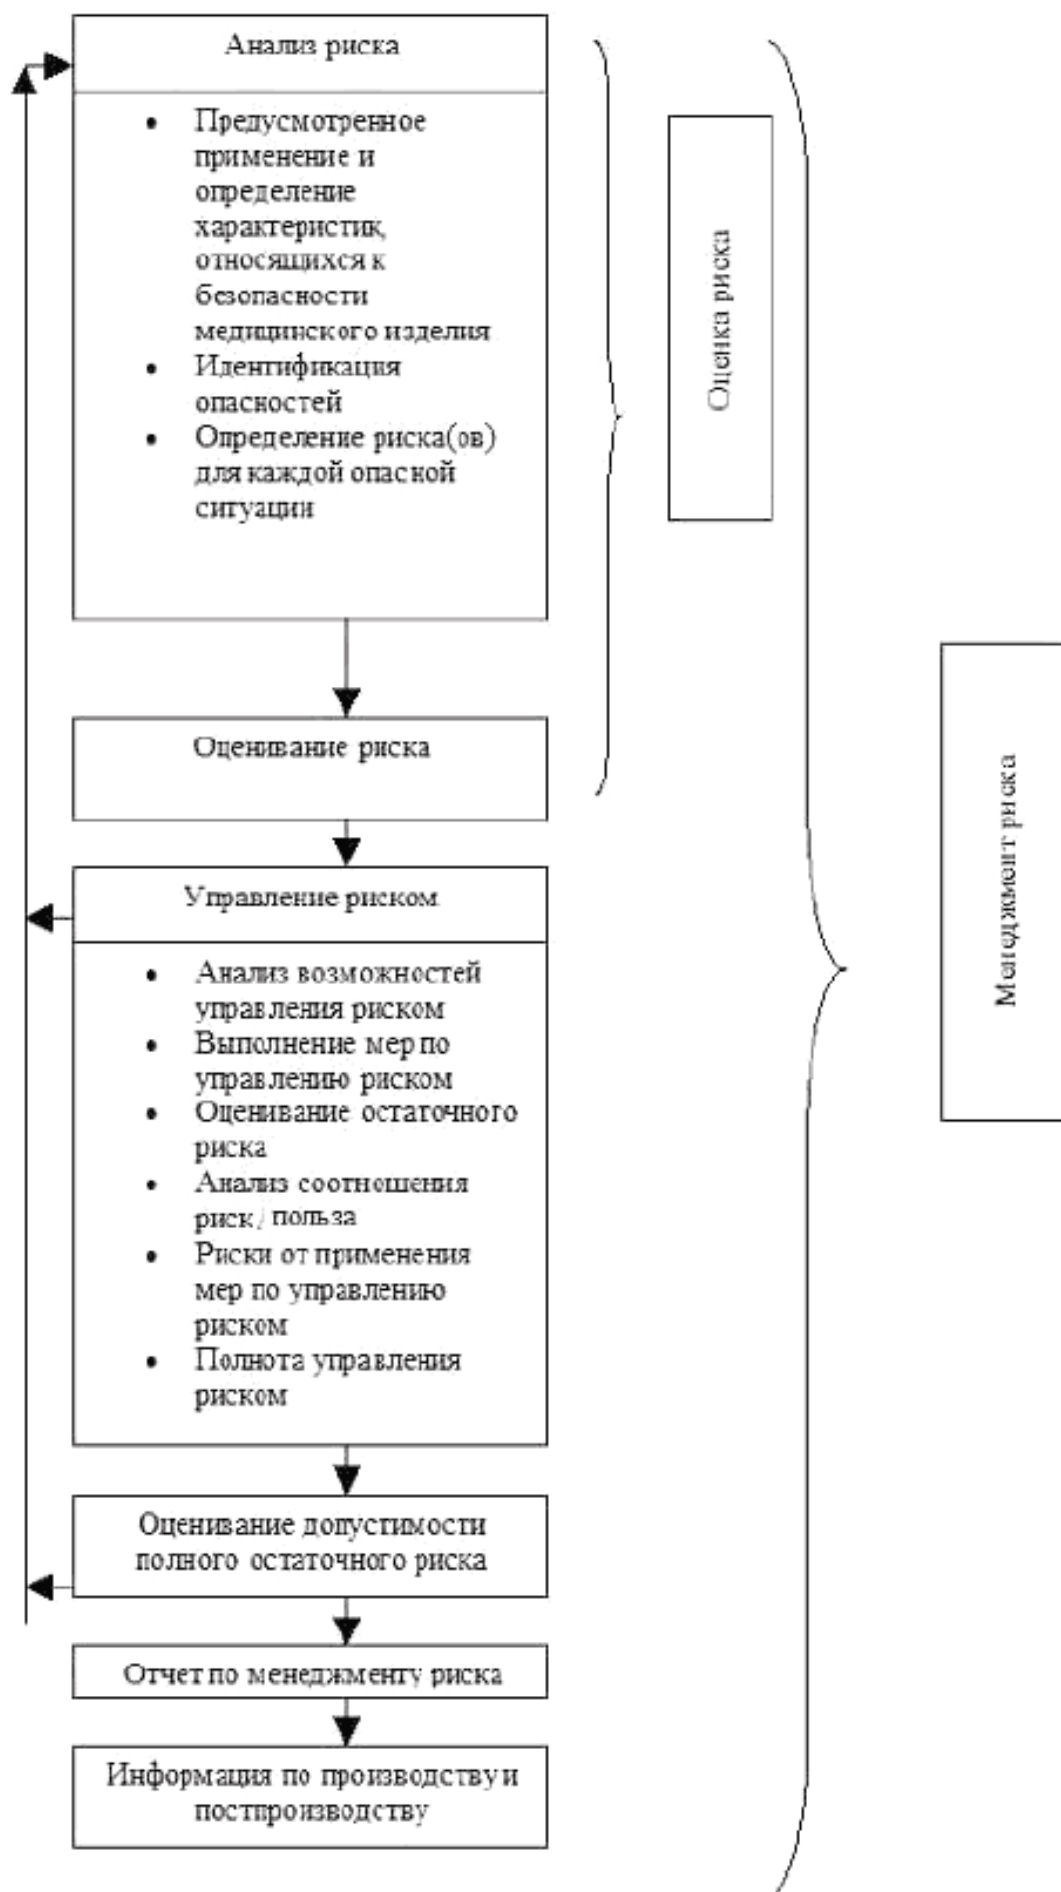 Анализ риска
• Предусмотренное
применение и
определение
характеристик,
относящихся к
безопасности
медицинского изделия
• Идентификация
опасностей
• Определение риска(ов)
для каждой опасной
ситуации
Оценивание риска
Управление риском
• Анализ возможностей
управления риском
• Выполнение мер по
управлению риском
• Оценивание остаточного
риска
• Анализ соотношения
риск / польза
• Риски от применения
мер по управлению
риском
• Полнота управления
риском
Оценивание допустимости
полного остаточного риска
Отчет по менеджменту риска
Информация по производству и
постпроизводству
Оценка риска
Менеджмент риска